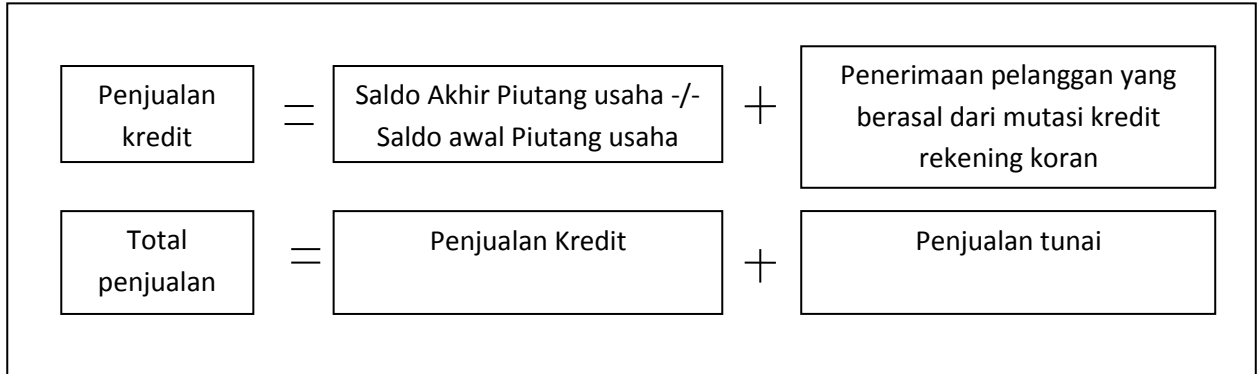 Penjualan
kredit
=
Saldo Akhir Piutang usaha -/-
Saldo awal Piutang usaha
+
Penerimaan pelanggan yang
berasal dari mutasi kredit
rekening koran
Total
penjualan
=
Penjualan Kredit
+
Penjualan tunai